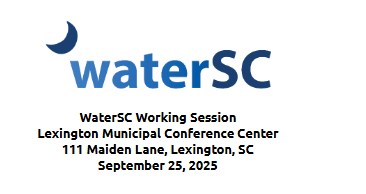 waterSC
WaterSC Working Session
Lexington Municipal Conference Center
111 Maiden Lane, Lexington, SC
September 25, 2025